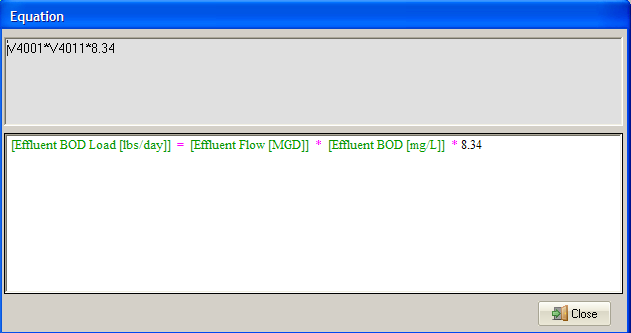 Equation
V4001*V4011*8.34
[Effluent BOD Load [lbs/day]] = [Effluent Flow [MGD]] * [Effluent BOD [mg/L]] * 8.34
Close